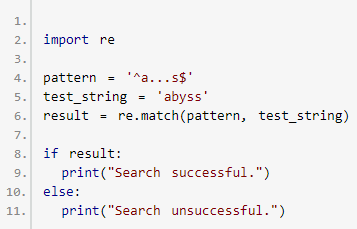 1.
2. import re
3.
4. pattern = '^a...s$'
5. test_string = 'abyss'
6. result = re.match(pattern, test_string)
7.
8. if result:
9.   print("Search successful.")
10. else:
11.   print("Search unsuccessful.")